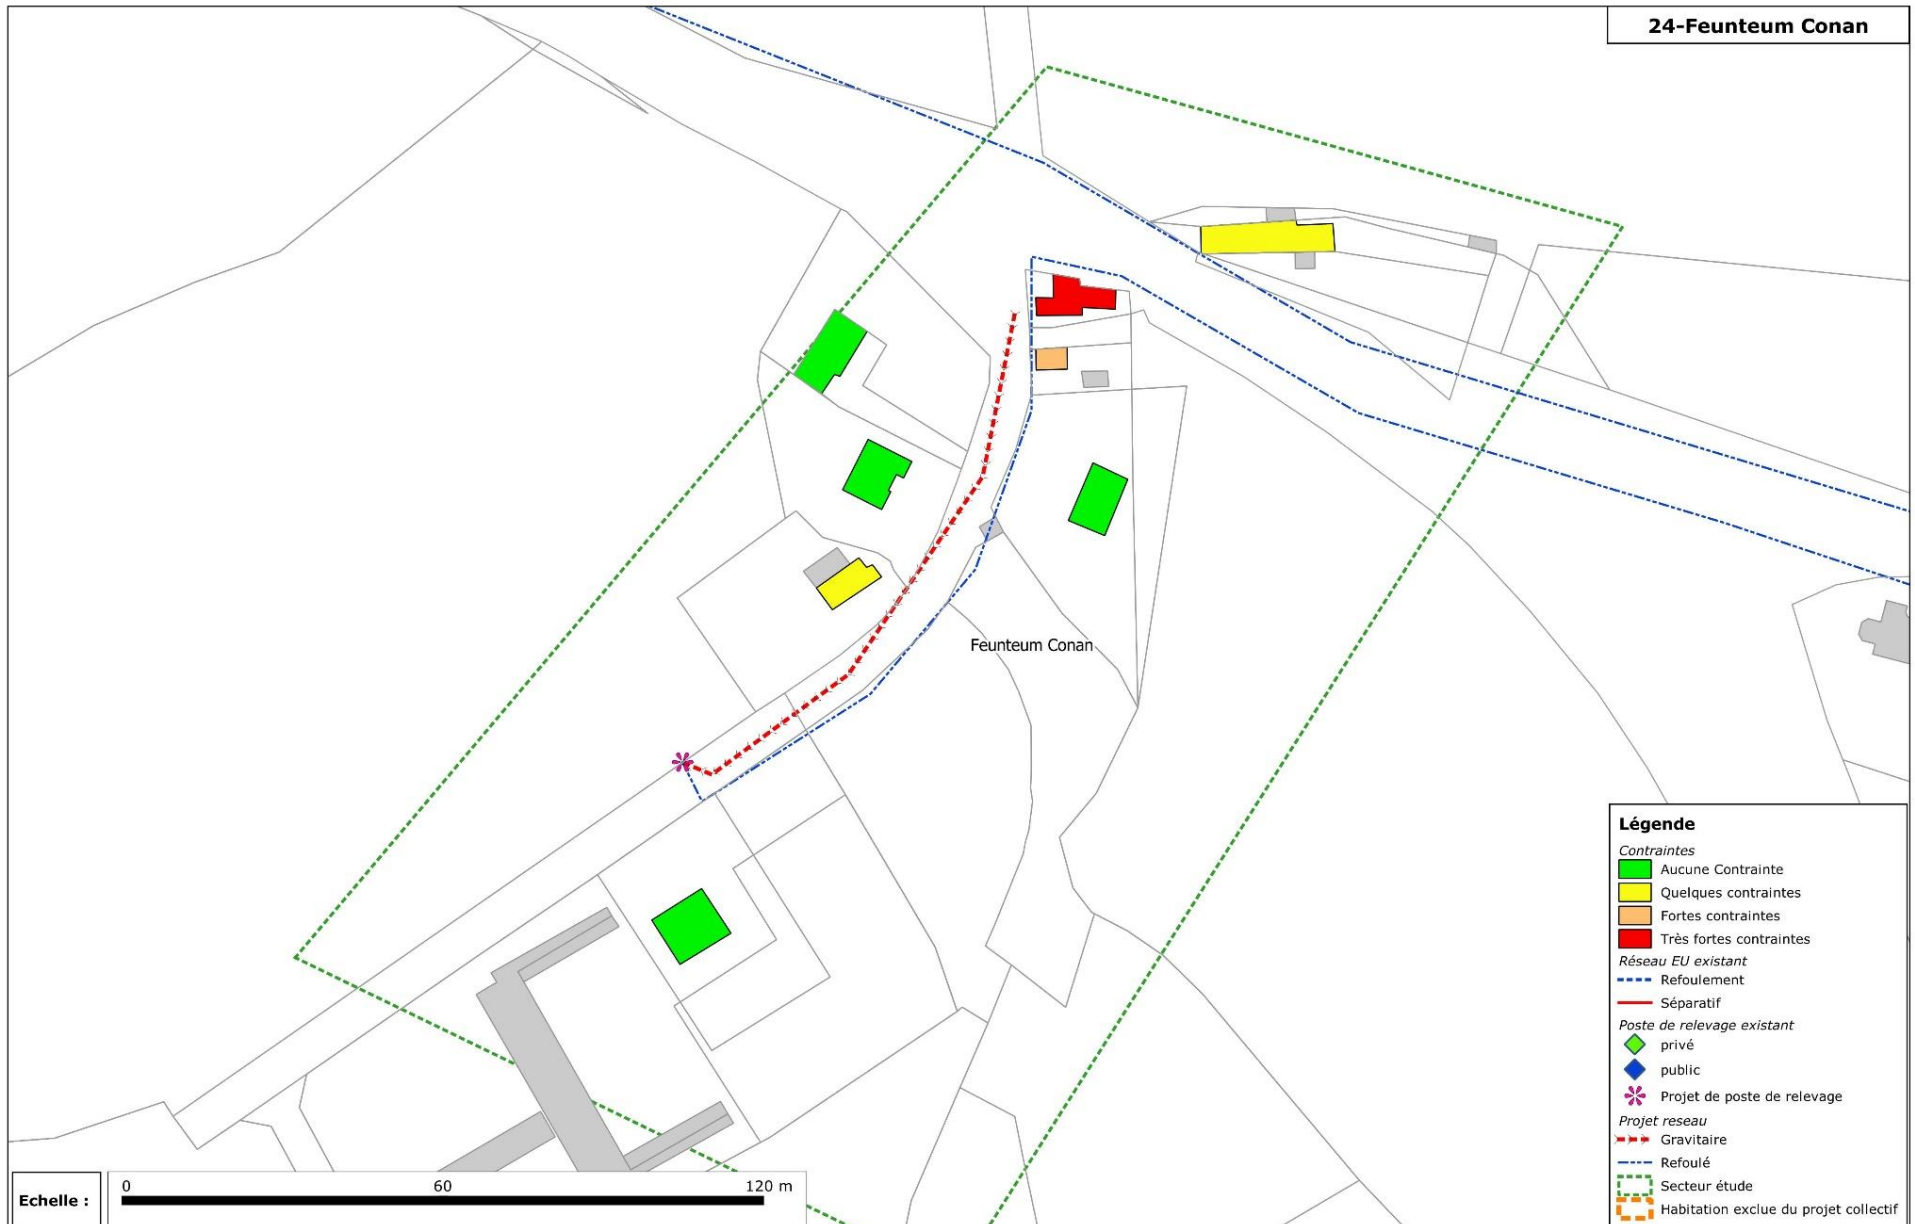 24-Feunteum Conan
Feunteum Conan
Légende
Contraintes
Aucune Contrainte
Quelques contraintes
Fortes contraintes
Très fortes contraintes
Réseau EU existant
Refoulement
Séparatif
Poste de relevage existant
privé
public
Projet de poste de relevage
Projet reseau
Gravitaire
Refoulé
Secteur étude
Habitation exclue du projet collectif
Echelle :
0 60 120 m